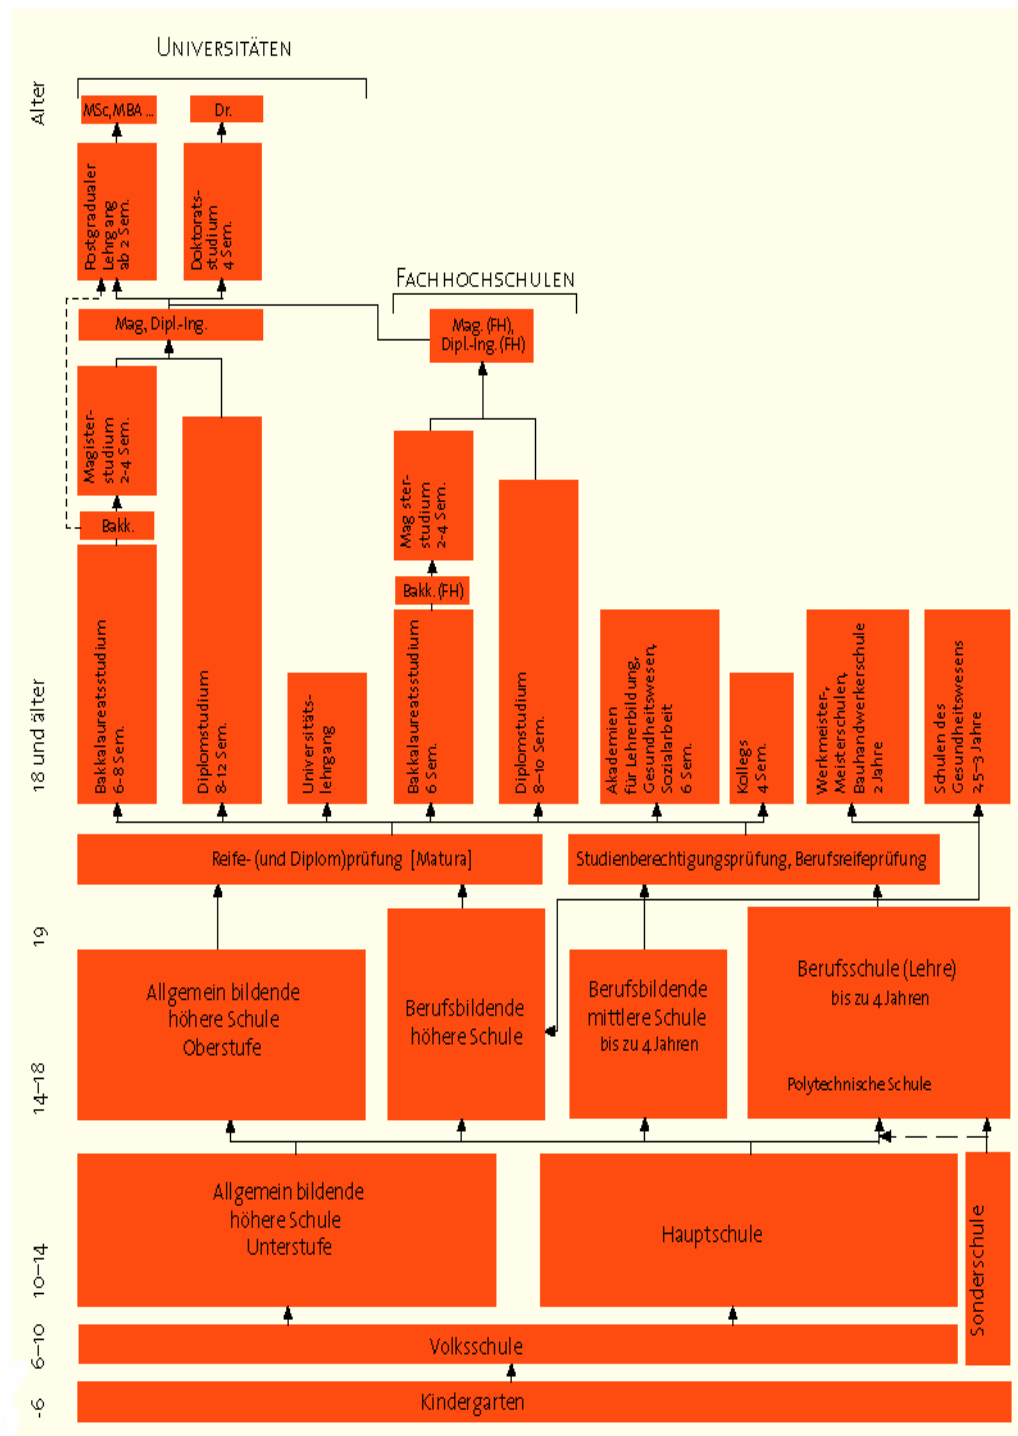 UNIVERSITÄTEN
Alter
MSc, MBA ...
Dr.
Postgradualer
Lehrgang
ab 2 Sem.
Doktorats-
studium
4 Sem.
FACHHOCHSCHULEN
Mag, Dipl.-Ing.
Mag. (FH),
Dipl.-Ing. (FH)
Magister-
studium
2-4 Sem.
Mag ster-
studium
2-4 Sem.
Bakk.
Bakk. (FH)
18 und älter
Bakkalaureatsstudium
6-8 Sem.
Diplomstudium
8-12 Sem.
Universitäts-
lehrgang
Bakkalaureatsstudium
6 Sem.
Diplomstudium
8–10 Sem.
Akademien
für Lehrerbildung,
Gesundheitswesen,
Sozialarbeit
6 Sem.
Kollegs
4 Sem.
Werkmeister-,
Meisterschulen,
Bauhandwerkerschule
2 Jahre
Schulen des
Gesundheitswesens
2,5–3 Jahre
Reife- (und Diplom)prüfung [Matura]
Studienberechtigungsprüfung, Berufsreifeprüfung
19
14–18
Allgemein bildende
höhere Schule
Oberstufe
Berufsbildende
höhere Schule
Berufsbildende
mittlere Schule
bis zu 4 Jahren
Berufsschule (Lehre)
bis zu 4 Jahren
Polytechnische Schule
10–14
Allgemein bildende
höhere Schule
Unterstufe
Hauptschule
Sonderschule
6–10
Volksschule
-6
Kindergarten